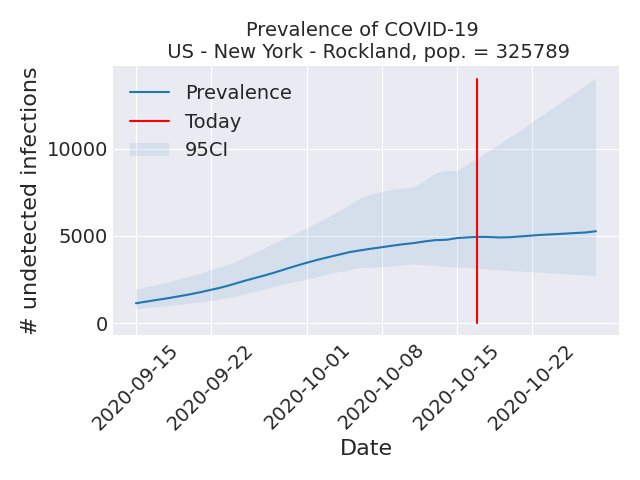 Prevalence of COVID-19
US - New York - Rockland, pop. = 325789
# undetected infections
10000
5000
0
Prevalence
Today
95CI
2020-09-15
2020-09-22
2020-10-01
2020-10-08
2020-10-15
2020-10-22
Date